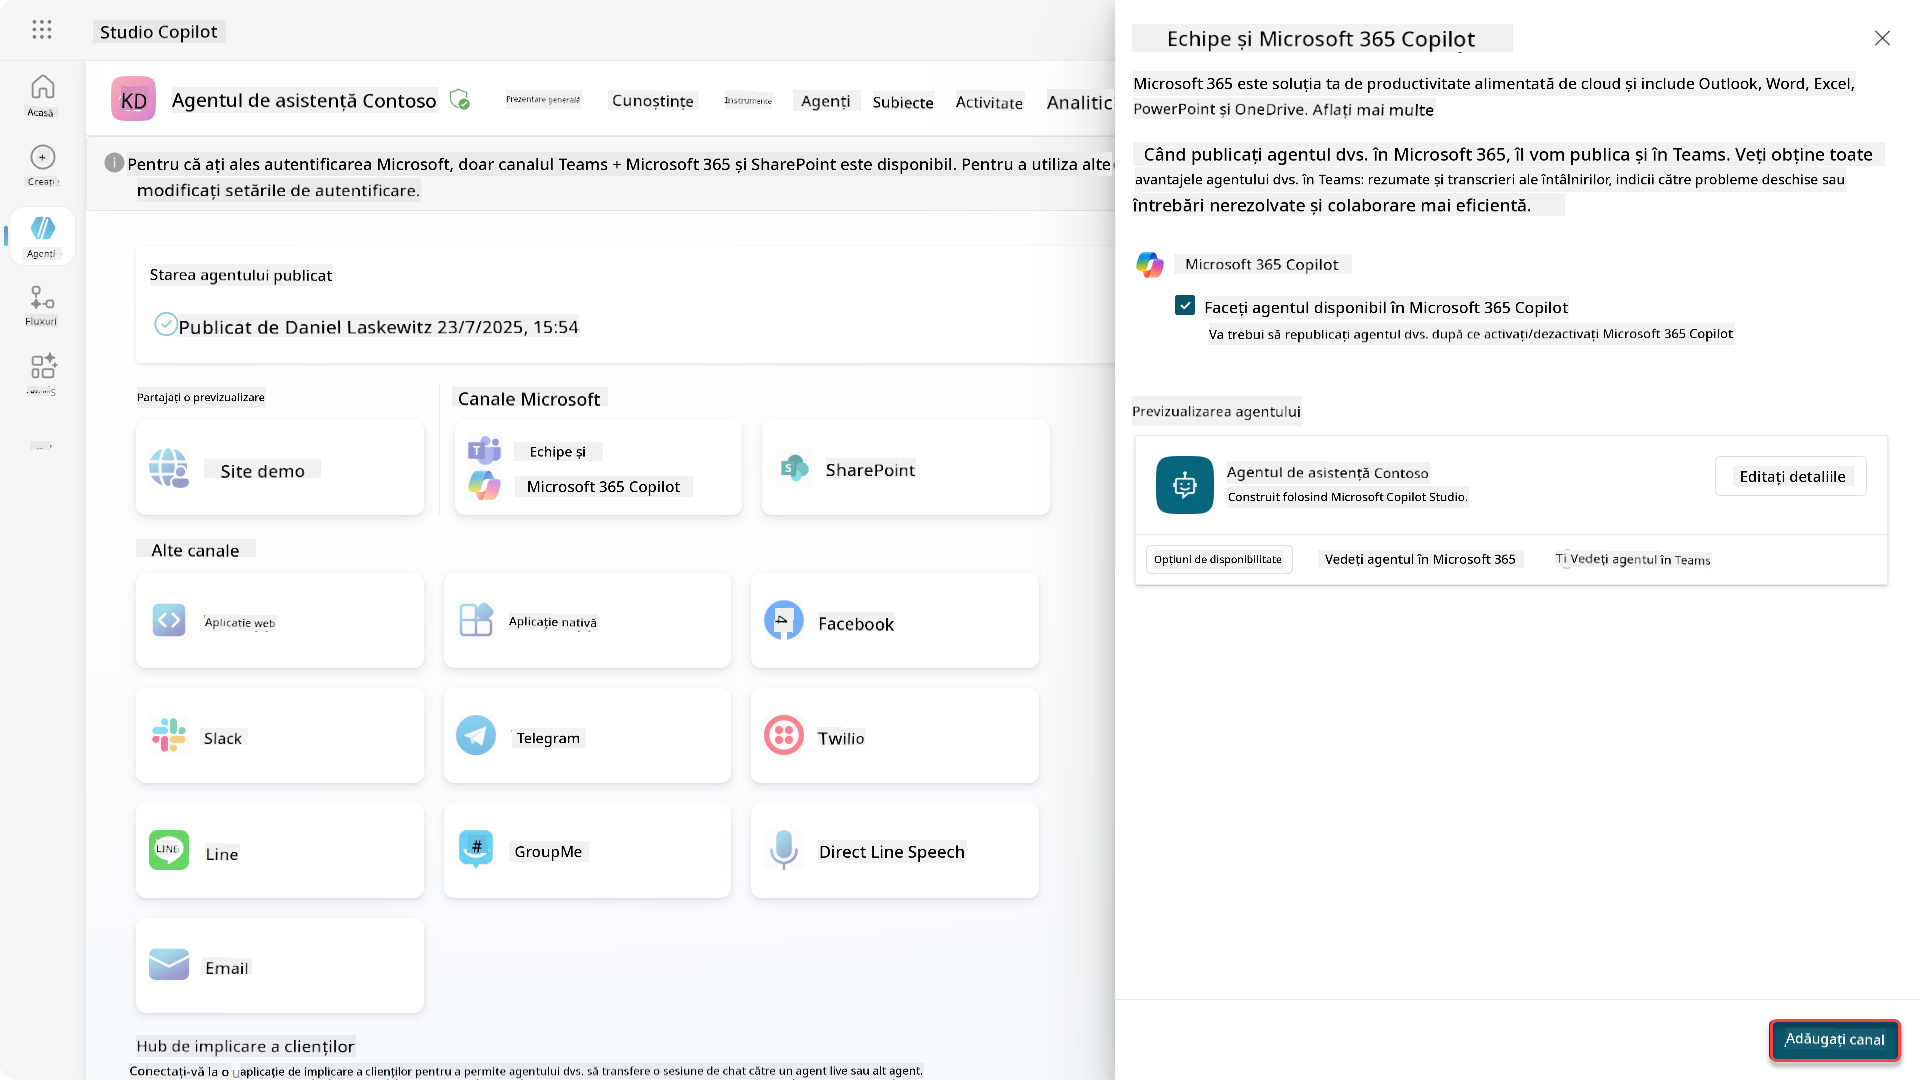 Studio Copilot
Acasă
Creați
Agenți
Fluxuri
KD
Agentul de asistență Contoso
Prezentare generală
Cunoștințe
Instrumente
Agenți
Subiecte
Activitate
Analitic
Pentru că ați ales autentificarea Microsoft, doar canalul Teams + Microsoft 365 și SharePoint este disponibil. Pentru a utiliza alte
modificați setările de autentificare.
Starea agentului publicat
Publicat de Daniel Laskewitz 23/7/2025, 15:54
Partajați o previzualizare
Canale Microsoft
Site demo
Echipe și
Microsoft 365 Copilot
SharePoint
Alte canale
Aplicație web
Aplicație nativă
Facebook
Slack
Telegram
Twilio
LINE
Line
#
GroupMe
Direct Line Speech
Email
Hub de implicare a clienților
Conectați-vă la o aplicație de implicare a clienților pentru a permite agentului dvs. să transfere o sesiune de chat către un agent live sau alt agent.
Echipe și Microsoft 365 Copilot
Microsoft 365 este soluția ta de productivitate alimentată de cloud și include Outlook, Word, Excel,
PowerPoint și OneDrive. Aflați mai multe
Când publicați agentul dvs. în Microsoft 365, îl vom publica și în Teams. Veți obține toate
avantajele agentului dvs. în Teams: rezumate și transcrieri ale întâlnirilor, indicii către probleme deschise sau
întrebări nerezolvate și colaborare mai eficientă.
Microsoft 365 Copilot
Faceți agentul disponibil în Microsoft 365 Copilot
Va trebui să republicați agentul dvs. după ce activați/dezactivați Microsoft 365 Copilot
Previzualizarea agentului
Agentul de asistență Contoso
Construit folosind Microsoft Copilot Studio.
Editați detaliile
Opțiuni de disponibilitate
Vedeți agentul în Microsoft 365
Vedeți agentul în Teams
Adăugați canal